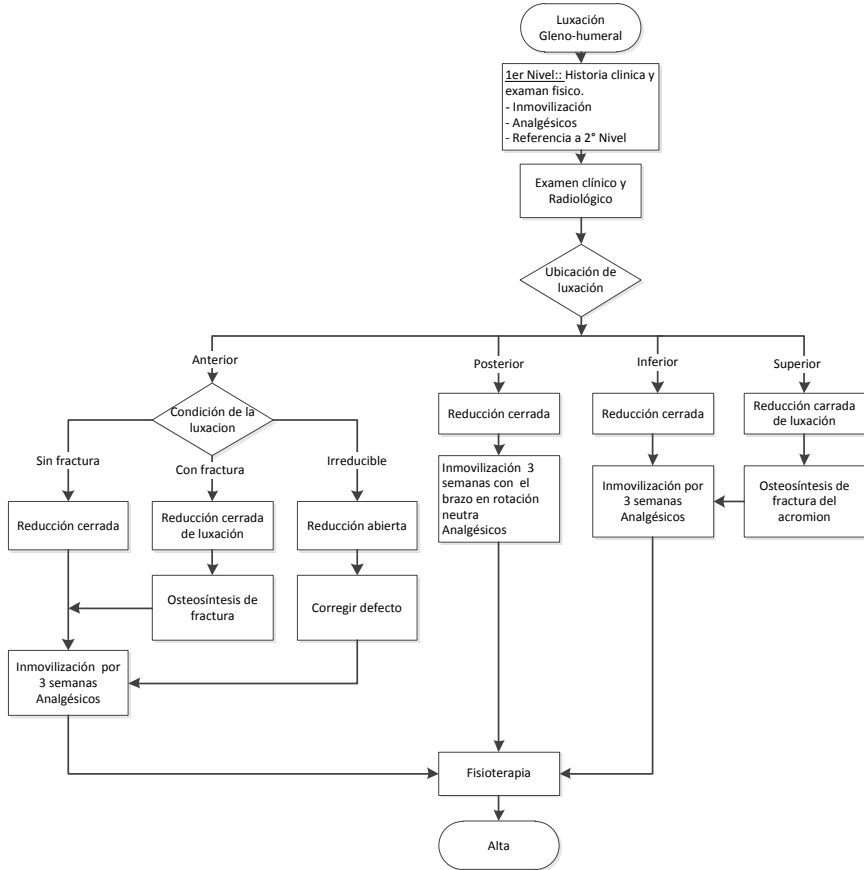 Luxación
Gleno-humeral
1er Nivel:: Historia clinica y
examan fisico.
- Inmovilización
- Analgésicos
- Referencia a 2° Nivel
Examen clínico y
Radiológico
Ubicación de
luxación
Anterior
Posterior
Inferior
Superior
Condición de la
luxacion
Reducción cerrada
Reducción cerrada
Reducción carrada
de luxación
Sin fractura
Con fractura
Irreducible
Inmovilización 3
semanas con el
brazo en rotación
neutra
Analgésicos
Inmovilización por
3 semanas
Analgésicos
Osteosíntesis de
fractura del
acromion
Reducción cerrada
Reducción cerrada
de luxación
Reducción abierta
Osteosíntesis de
fractura
Corregir defecto
Inmovilización por
3 semanas
Analgésicos
Fisioterapia
Alta